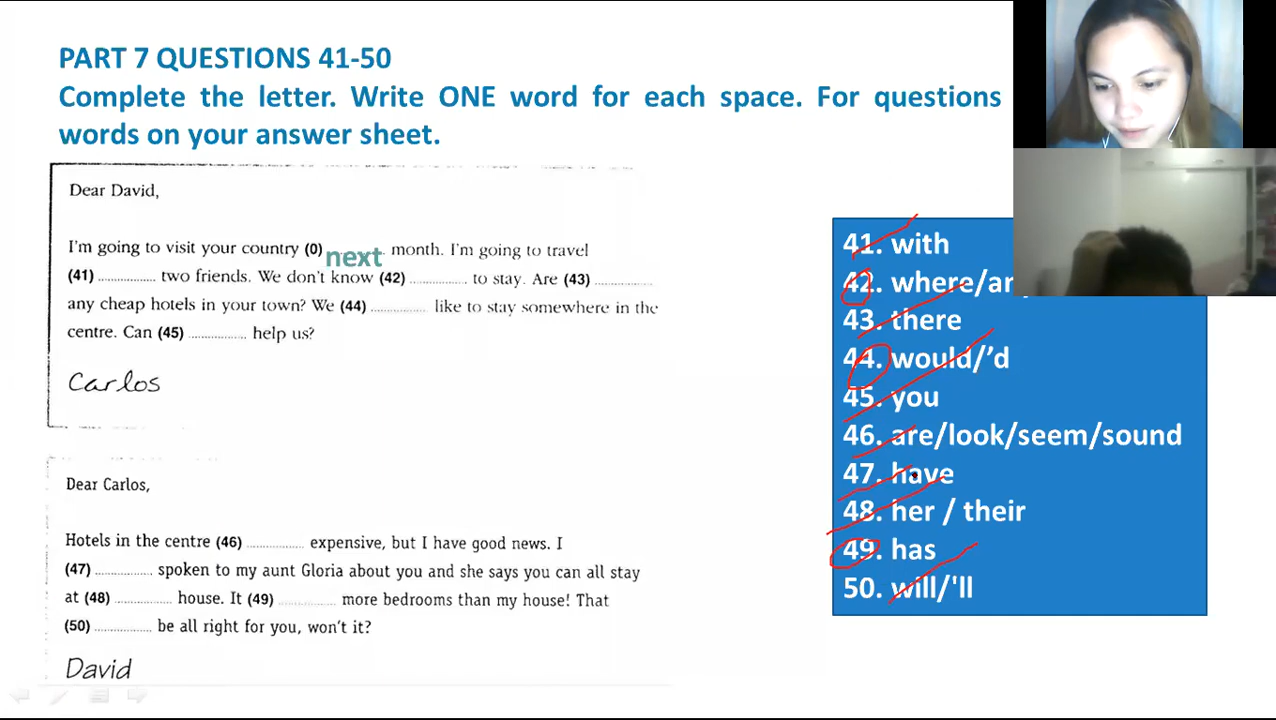 PART 7 QUESTIONS 41-50
Complete the letter. Write ONE word for each space. For questions
words on your answer sheet.
Dear David,
I'm going to visit your country (0) next month. I'm going to travel
(41) .............. two friends. We don't know (42) .............. to stay. Are (43) ..............
any cheap hotels in your town? We (44) .............. like to stay somewhere in the
centre. Can (45) .............. help us?
Carlos
Dear Carlos,
Hotels in the centre (46) .............. expensive, but I have good news. I
(47) .............. spoken to my aunt Gloria about you and she says you can all stay
at (48) .............. house. It (49) .............. more bedrooms than my house! That
(50) .............. be all right for you, won't it?
David
41. with
42. where/
43. there
44. would/'d
45. you
46. are/look/seem/sound
47. have
48. her / their
49. has
50. will/'ll